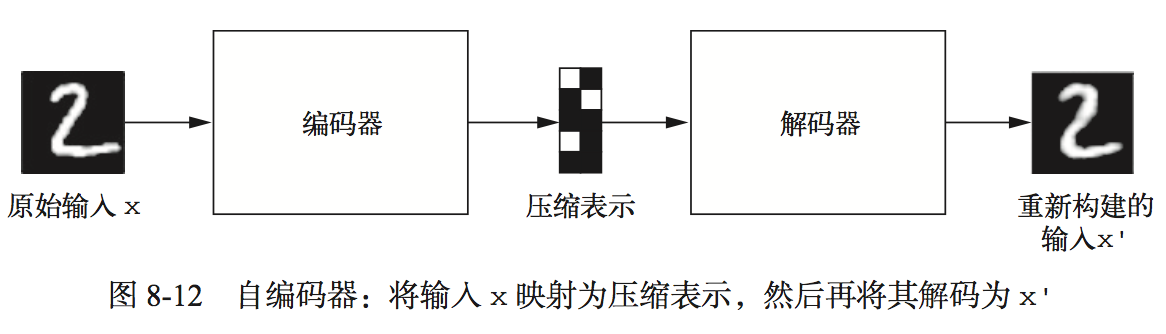 编码器
解码器
原始输入 x
压缩表示
重新构建的
输入x'
图 8-12 自编码器：将输入 x 映射为压缩表示，然后再将其解码为 x'